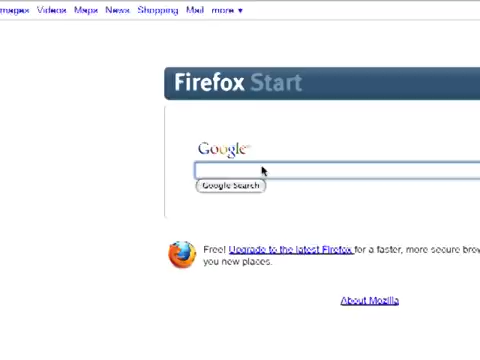 Images Videos Maps News Shopping Mail more ▼
Firefox Start
Google
Google Search
Free! Upgrade to the latest Firefox for a faster, more secure brow
you new places.
About Mozilla